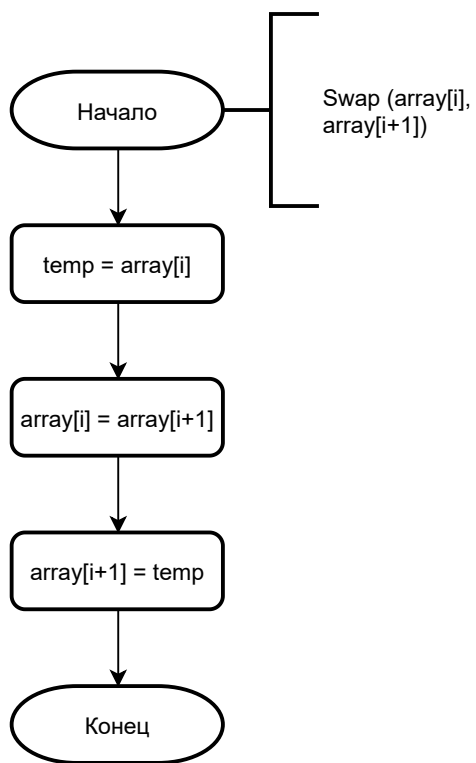 Начало
Swap (array[i],
array[i+1])
temp = array[i]
array[i] = array[i+1]
array[i+1] = temp
Конец